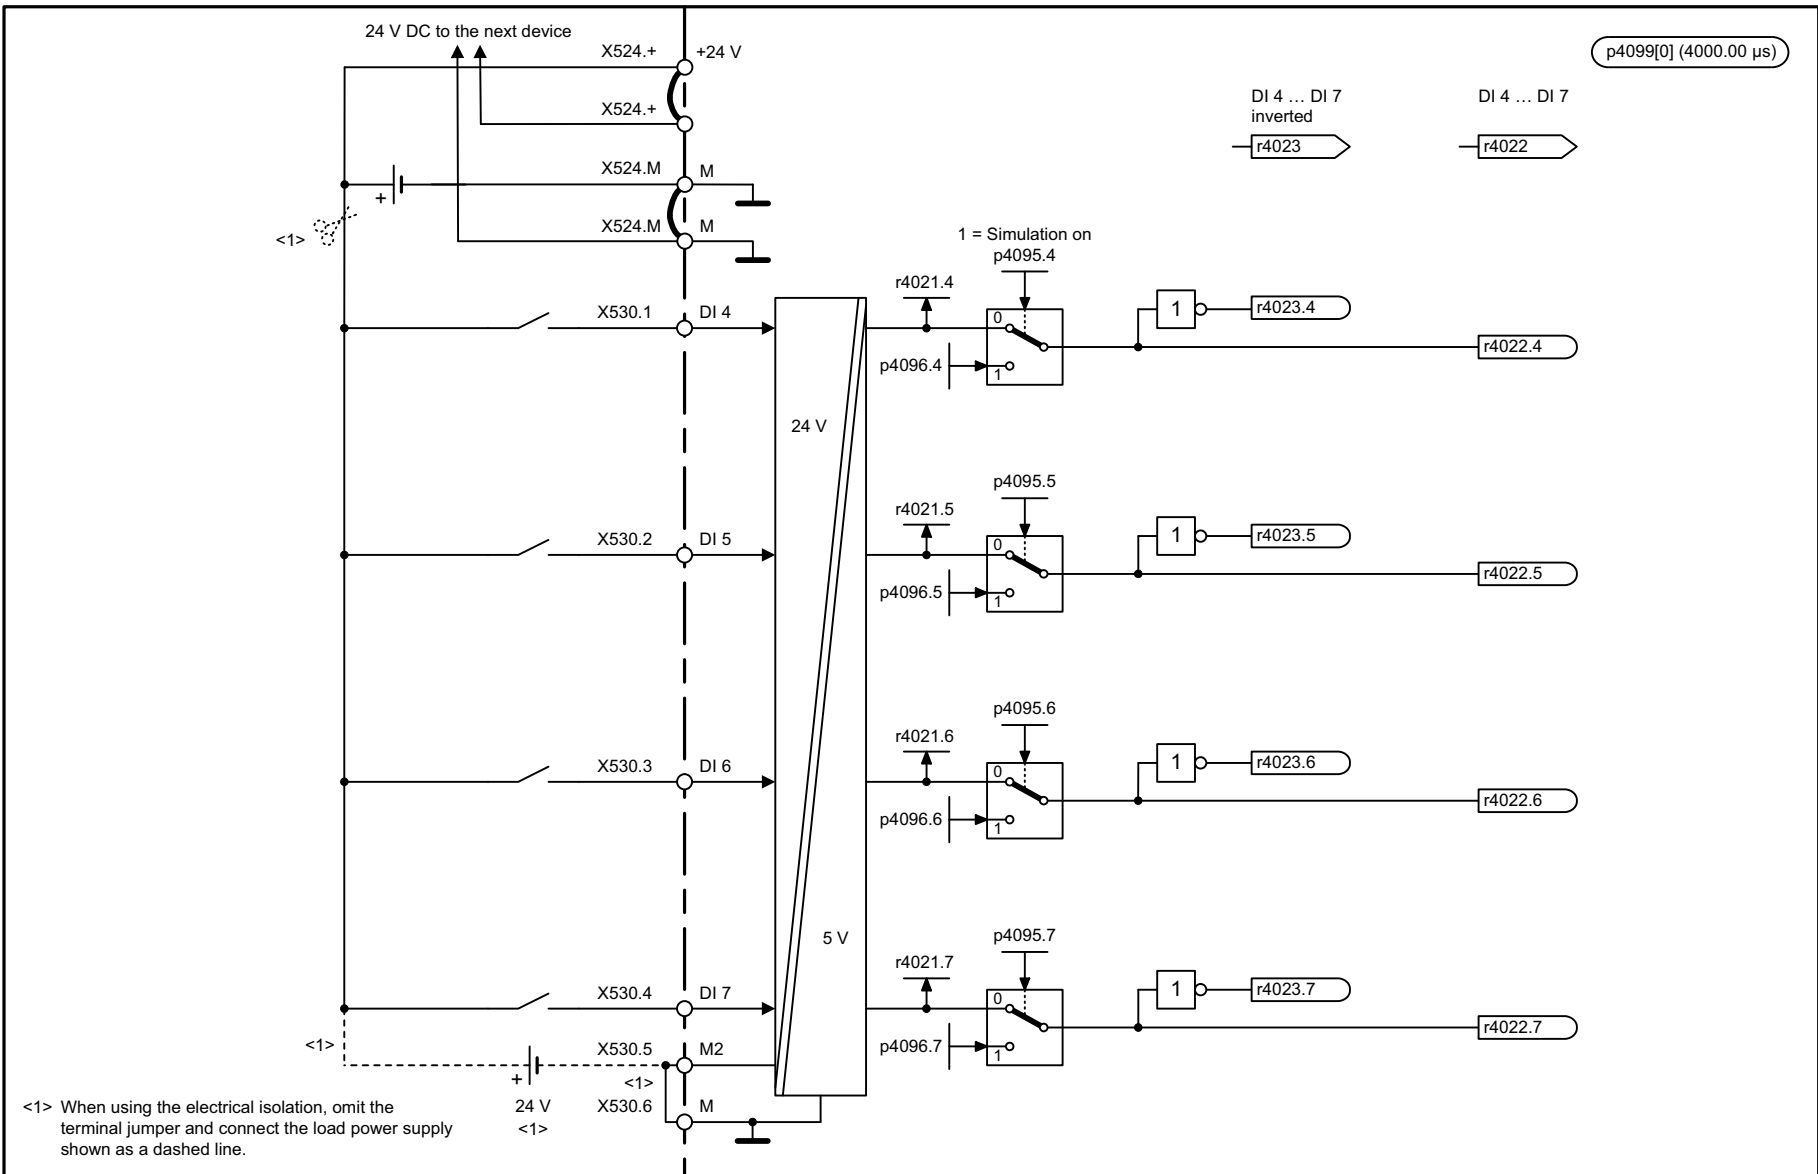 24 V DC to the next device
X524.+
+24 V
p4099[0] (4000.00 µs)
X524.+
DI 4 … DI 7
inverted
DI 4 … DI 7
r4023
r4022
X524.M
M
+
<1>
X524.M
M
1 = Simulation on
p4095.4
r4021.4
X530.1
DI 4
0
1
r4023.4
r4022.4
p4096.4
1
24 V
p4095.5
r4021.5
X530.2
DI 5
0
1
r4023.5
r4022.5
p4096.5
1
p4095.6
r4021.6
X530.3
DI 6
0
1
r4023.6
r4022.6
p4096.6
1
5 V
p4095.7
r4021.7
X530.4
DI 7
0
1
r4023.7
r4022.7
p4096.7
1
<1>
X530.5
M2
+
<1>
24 V
<1>
X530.6
M
<1> When using the electrical isolation, omit the
terminal jumper and connect the load power supply
shown as a dashed line.